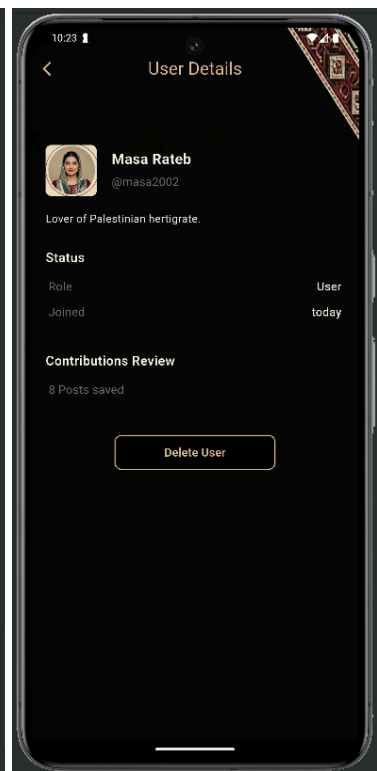 10:23
User Details
Masa Rateb
@masa2002
Lover of Palestinian hertigrate.
Status
Role User
Joined today
Contributions Review
8 Posts saved
Delete User